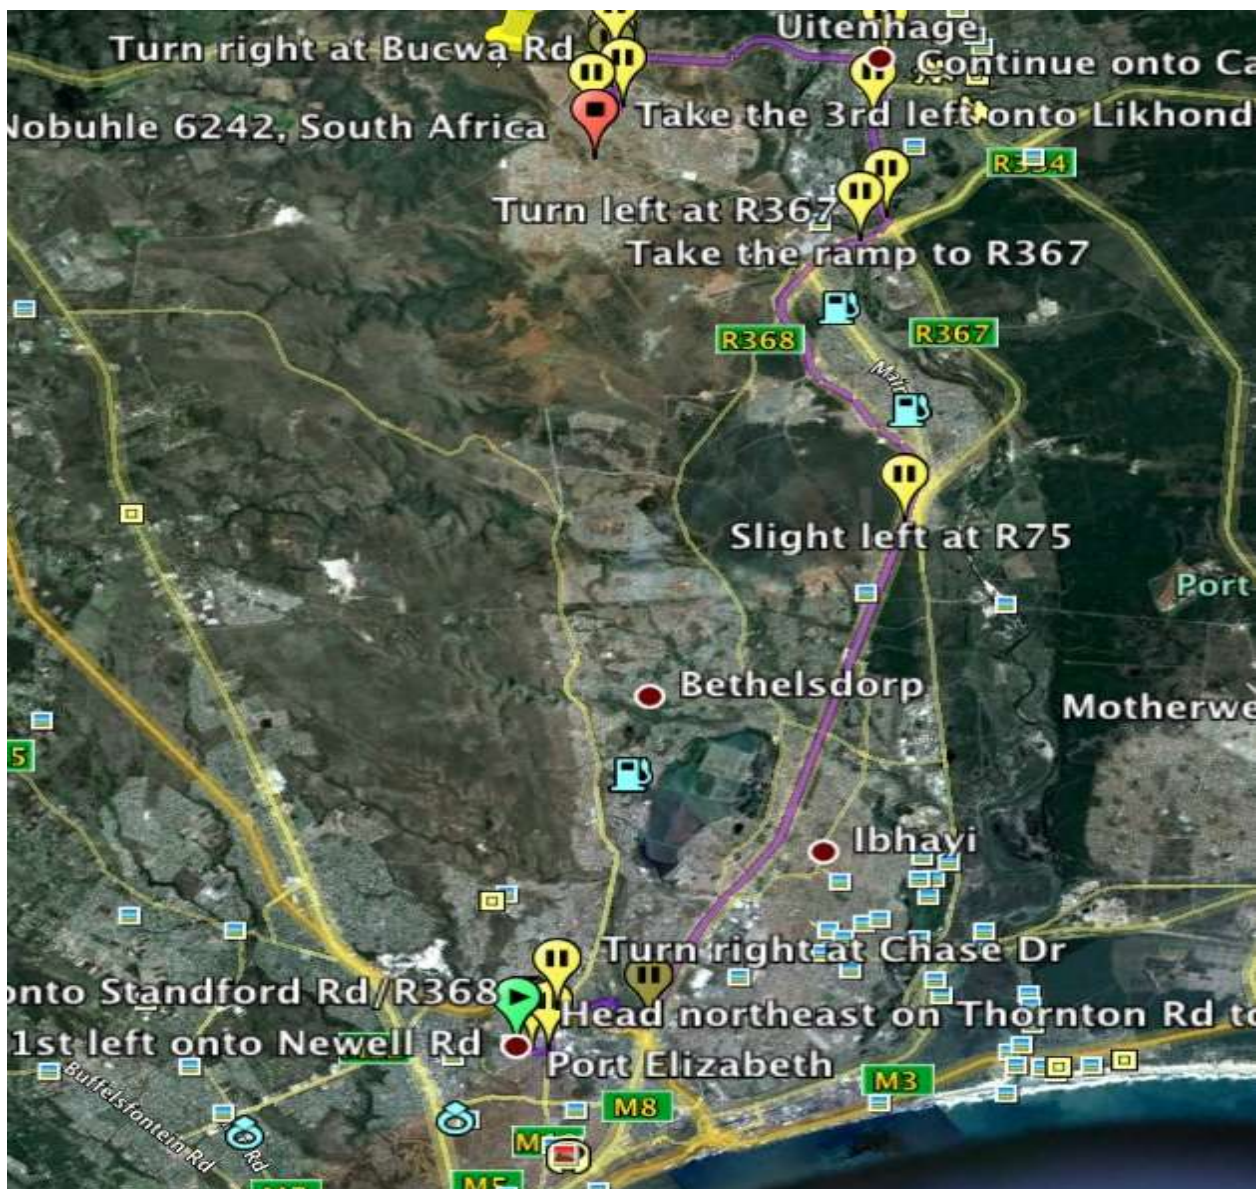 Uitenhage
Turn right at Bucwa Rd
Continue onto Ca
Nobuhle 6242, South Africa
Take the 3rd left onto Likhond
R334
Turn left at R367
Take the ramp to R367
R368
R367
Main
Slight left at R75
Port
Bethelsdorp
Motherwe
5
Ibhayi
Turn right at Chase Dr
onto Standford Rd/R368
Head northeast on Thornton Rd to
1st left onto Newell Rd
Port Elizabeth
Buffelsfontein Rd
Rd
M3
M8
M5